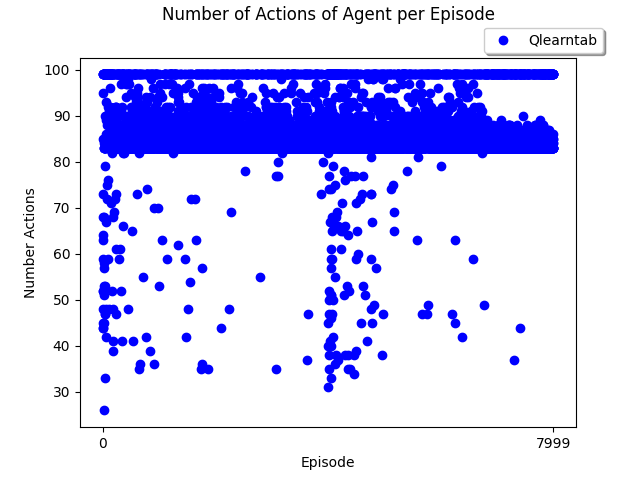 Number of Actions of Agent per Episode
Qlearntab
100
90
80
70
60
50
40
30
Number Actions
0
7999
Episode